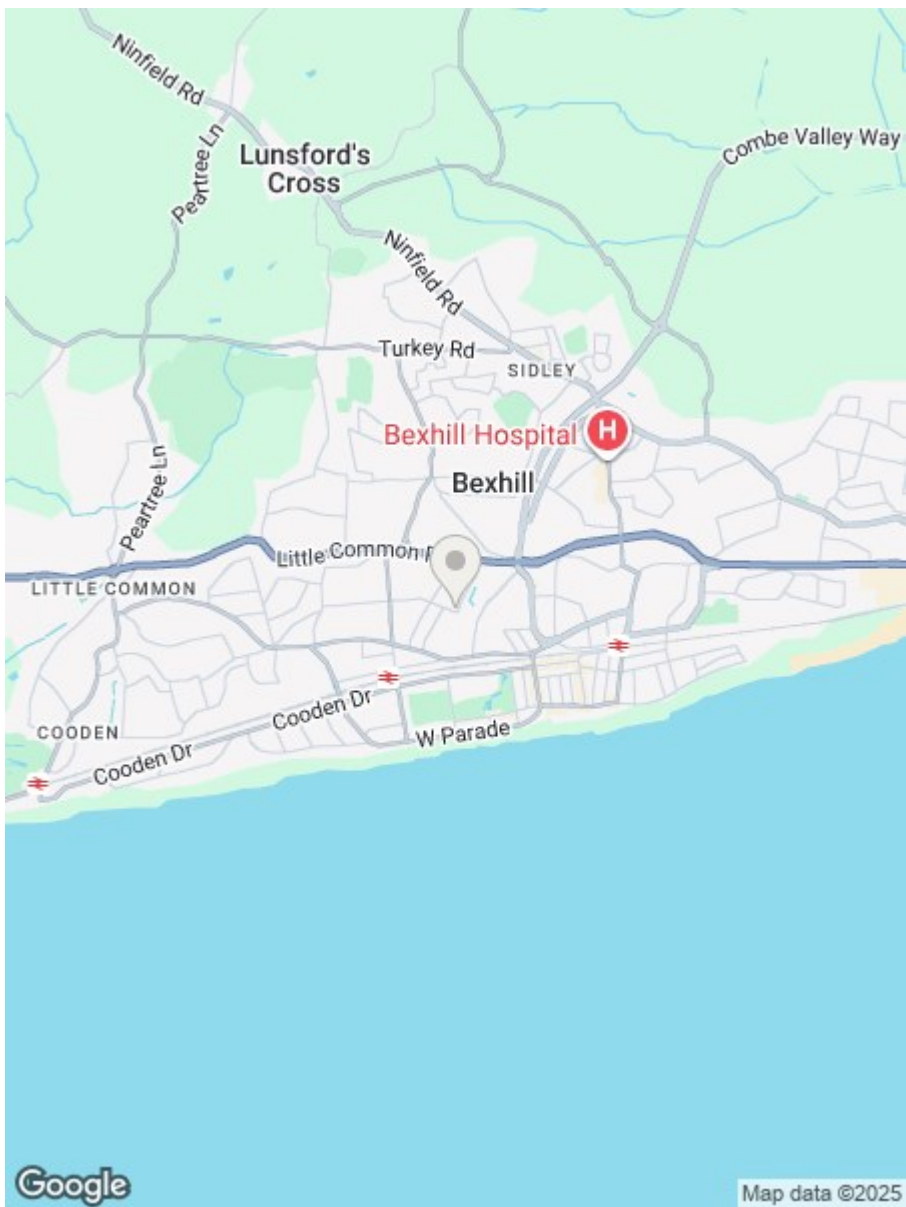 Ninfield Rd
Combe Valley Way
Lunsford's
Cross
Peartree Ln
Ninfield Rd
Turkey Rd
SIDLEY
Bexhill Hospital
H
Bexhill
Peartree Ln
Little Common
LITTLE COMMON
Cooden Dr
W Parade
COODEN
Cooden Dr
Google
Map data ©2025